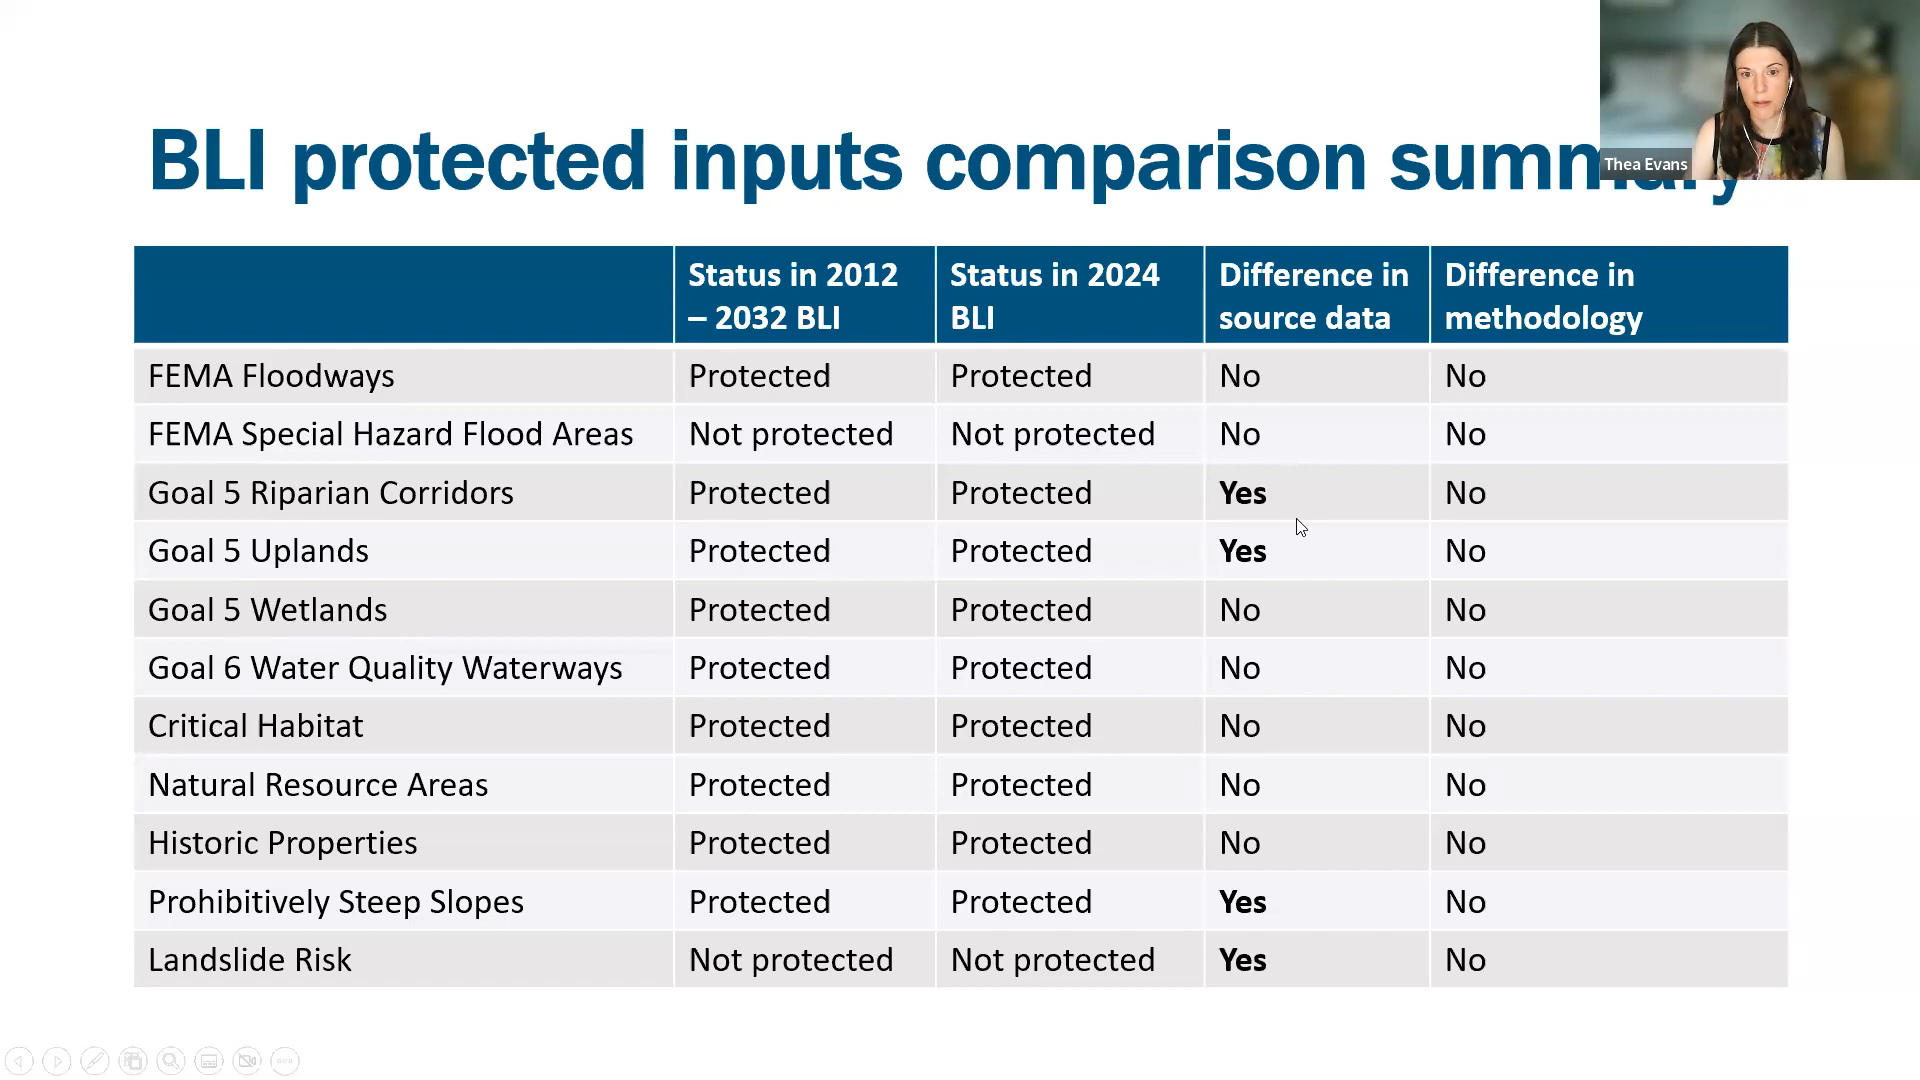 BLI protected inputs comparison summary
Thea Evans
Status in 2012 – 2032 BLI
Status in 2024 BLI
Difference in source data
Difference in methodology
FEMA Floodways Protected Protected No No
FEMA Special Hazard Flood Areas Not protected Not protected No No
Goal 5 Riparian Corridors Protected Protected Yes No
Goal 5 Uplands Protected Protected Yes No
Goal 5 Wetlands Protected Protected No No
Goal 6 Water Quality Waterways Protected Protected No No
Critical Habitat Protected Protected No No
Natural Resource Areas Protected Protected No No
Historic Properties Protected Protected No No
Prohibitively Steep Slopes Protected Protected Yes No
Landslide Risk Not protected Not protected Yes No